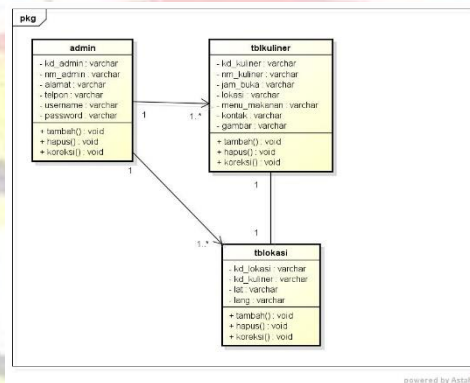 pkg
admin
- kd_admin : varchar
- nm_admin : varchar
- alamat : varchar
- telpon : varchar
- username : varchar
- password : varchar
+ tambah() : void
+ hapus() : void
+ koreksi() : void
tblkuliner
- kd_kuliner : varchar
- nm_kuliner : varchar
- jam_buka : varchar
- lokasi : varchar
- menu_makanan : varchar
- kontak : varchar
- gambar : varchar
+ tambah() : void
+ hapus() : void
+ koreksi() : void
1
1..*
1
1
1
1..*
tblokasi
- kd_lokasi : varchar
- kd_kuliner : varchar
- lat : varchar
- lang : varchar
+ tambah() : void
+ hapus() : void
+ koreksi() : void
powered by Astah